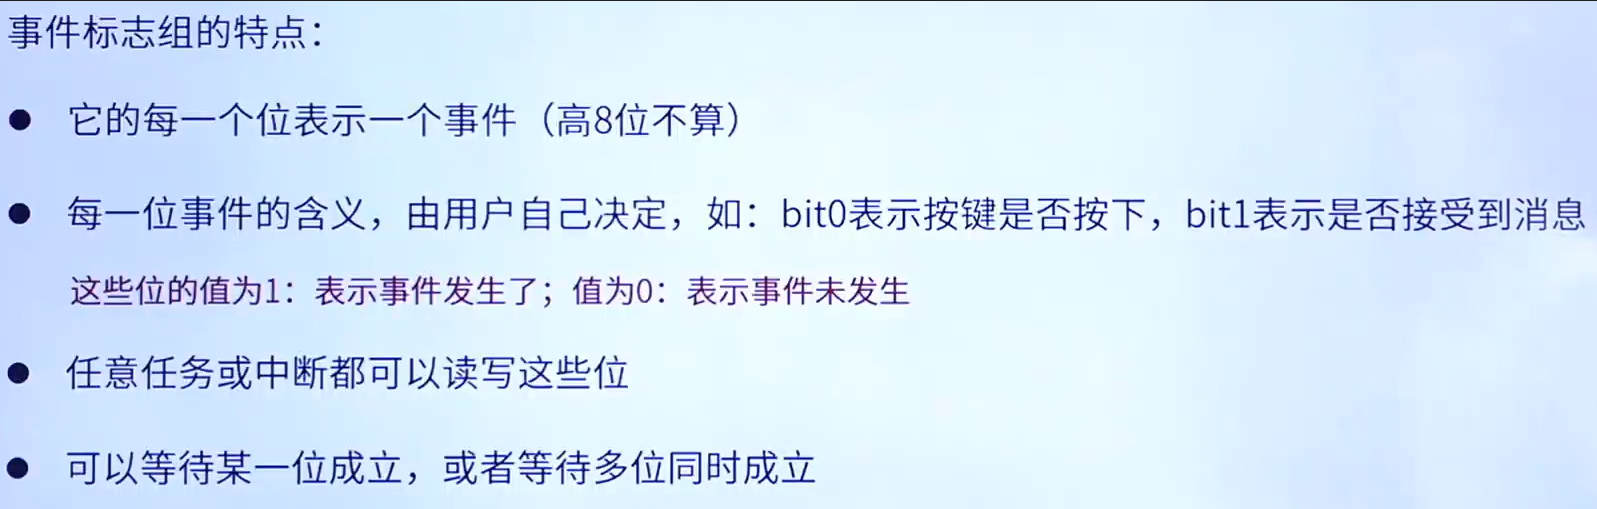 事件标志组的特点：
● 它的每一个位表示一个事件（高8位不算）
● 每一位事件的含义，由用户自己决定，如：bit0表示按键是否按下，bit1表示是否接受到消息
这些位的值为1：表示事件发生了；值为0：表示事件未发生
● 任意任务或中断都可以读写这些位
● 可以等待某一位成立，或者等待多位同时成立